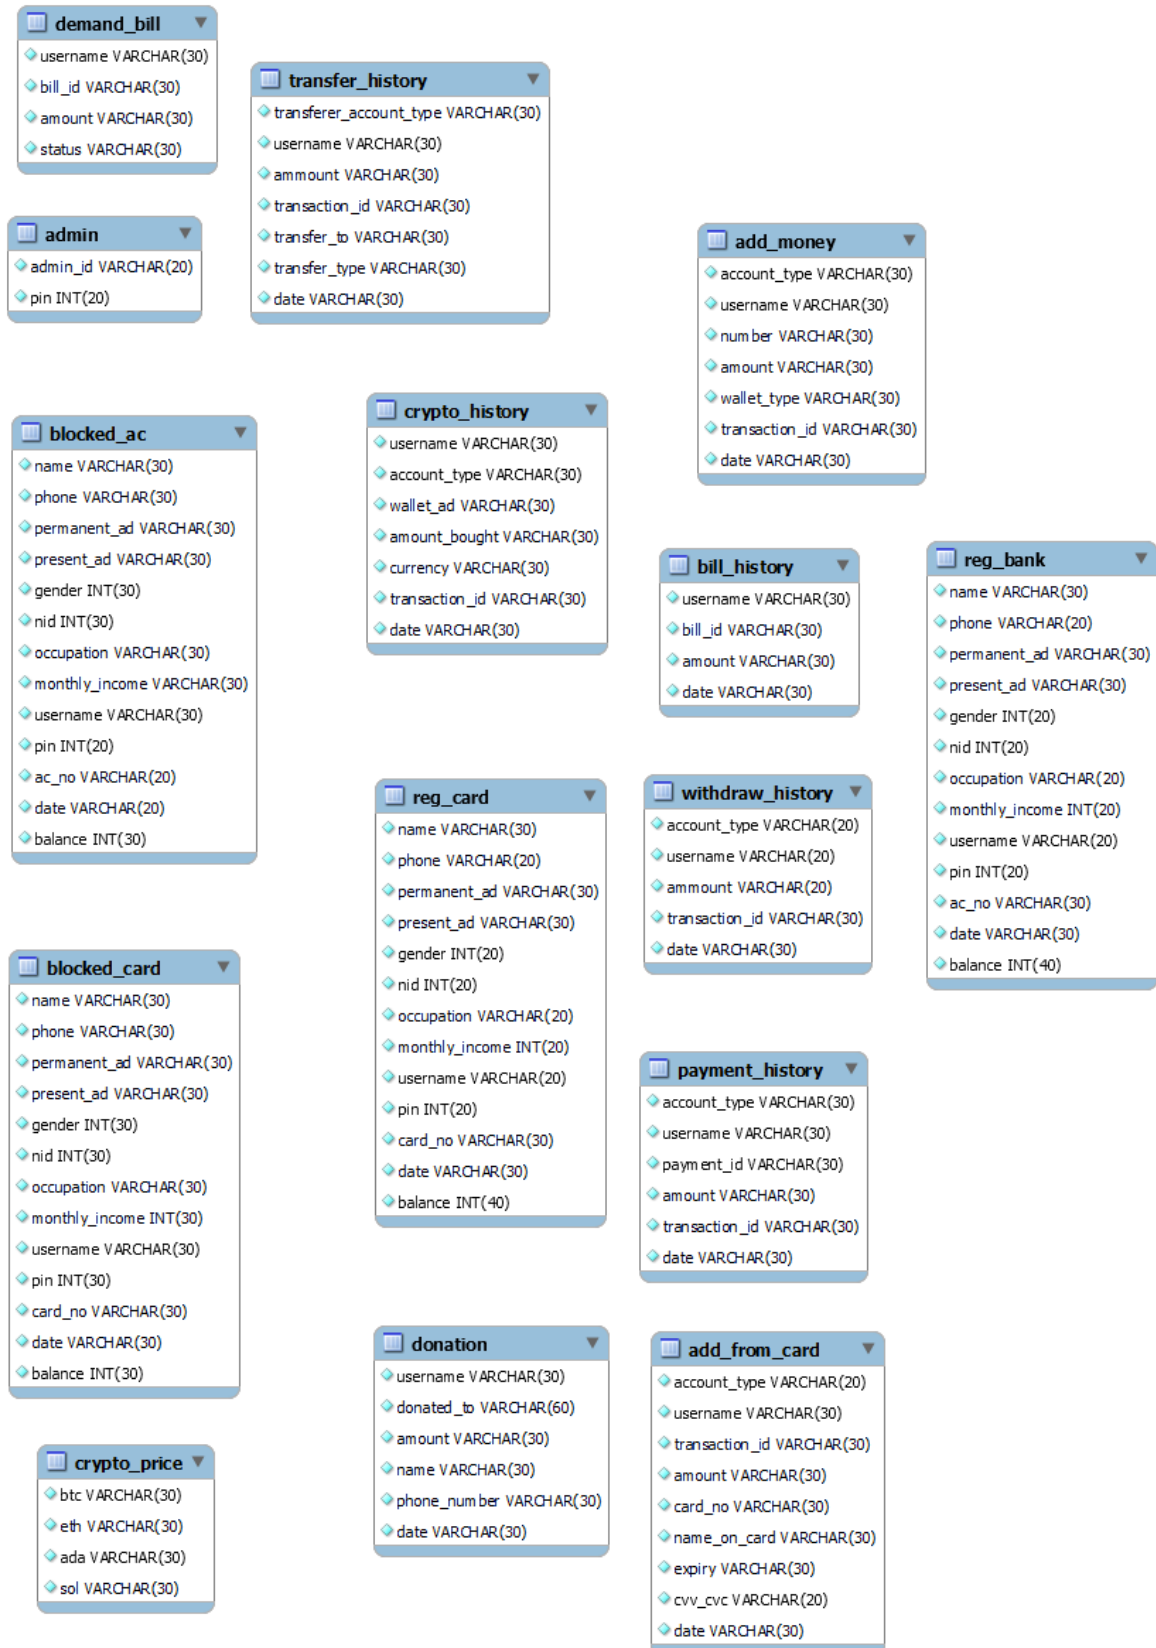 demand_bill
username VARCHAR(30)
bill_id VARCHAR(30)
amount VARCHAR(30)
status VARCHAR(30)
transfer_history
transferer_account_type VARCHAR(30)
username VARCHAR(30)
ammount VARCHAR(30)
transaction_id VARCHAR(30)
transfer_to VARCHAR(30)
transfer_type VARCHAR(30)
date VARCHAR(30)
admin
admin_id VARCHAR(20)
pin INT(20)
add_money
account_type VARCHAR(30)
username VARCHAR(30)
number VARCHAR(30)
amount VARCHAR(30)
wallet_type VARCHAR(30)
transaction_id VARCHAR(30)
date VARCHAR(30)
blocked_ac
name VARCHAR(30)
phone VARCHAR(30)
permanent_ad VARCHAR(30)
present_ad VARCHAR(30)
gender INT(30)
nid INT(30)
occupation VARCHAR(30)
monthly_income VARCHAR(30)
username VARCHAR(30)
pin INT(20)
ac_no VARCHAR(20)
date VARCHAR(20)
balance INT(30)
crypto_history
username VARCHAR(30)
account_type VARCHAR(30)
wallet_ad VARCHAR(30)
amount_bought VARCHAR(30)
currency VARCHAR(30)
transaction_id VARCHAR(30)
date VARCHAR(30)
bill_history
username VARCHAR(30)
bill_id VARCHAR(30)
amount VARCHAR(30)
date VARCHAR(30)
reg_bank
name VARCHAR(30)
phone VARCHAR(20)
permanent_ad VARCHAR(30)
present_ad VARCHAR(30)
gender INT(20)
nid INT(20)
occupation VARCHAR(20)
monthly_income INT(20)
username VARCHAR(20)
pin INT(20)
ac_no VARCHAR(30)
date VARCHAR(30)
balance INT(40)
reg_card
name VARCHAR(30)
phone VARCHAR(20)
permanent_ad VARCHAR(30)
present_ad VARCHAR(30)
gender INT(20)
nid INT(20)
occupation VARCHAR(20)
monthly_income INT(20)
username VARCHAR(20)
pin INT(20)
card_no VARCHAR(30)
date VARCHAR(30)
balance INT(40)
withdraw_history
account_type VARCHAR(20)
username VARCHAR(20)
ammount VARCHAR(20)
transaction_id VARCHAR(30)
date VARCHAR(30)
blocked_card
name VARCHAR(30)
phone VARCHAR(30)
permanent_ad VARCHAR(30)
present_ad VARCHAR(30)
gender INT(30)
nid INT(30)
occupation VARCHAR(30)
monthly_income INT(30)
username VARCHAR(30)
pin INT(30)
card_no VARCHAR(30)
date VARCHAR(30)
balance INT(30)
payment_history
account_type VARCHAR(30)
username VARCHAR(30)
payment_id VARCHAR(30)
amount VARCHAR(30)
transaction_id VARCHAR(30)
date VARCHAR(30)
donation
username VARCHAR(30)
donated_to VARCHAR(60)
amount VARCHAR(30)
name VARCHAR(30)
phone_number VARCHAR(30)
date VARCHAR(30)
add_from_card
account_type VARCHAR(20)
username VARCHAR(30)
transaction_id VARCHAR(30)
amount VARCHAR(30)
card_no VARCHAR(30)
name_on_card VARCHAR(30)
expiry VARCHAR(30)
cvv_cvc VARCHAR(20)
date VARCHAR(30)
crypto_price
btc VARCHAR(30)
eth VARCHAR(30)
ada VARCHAR(30)
sol VARCHAR(30)